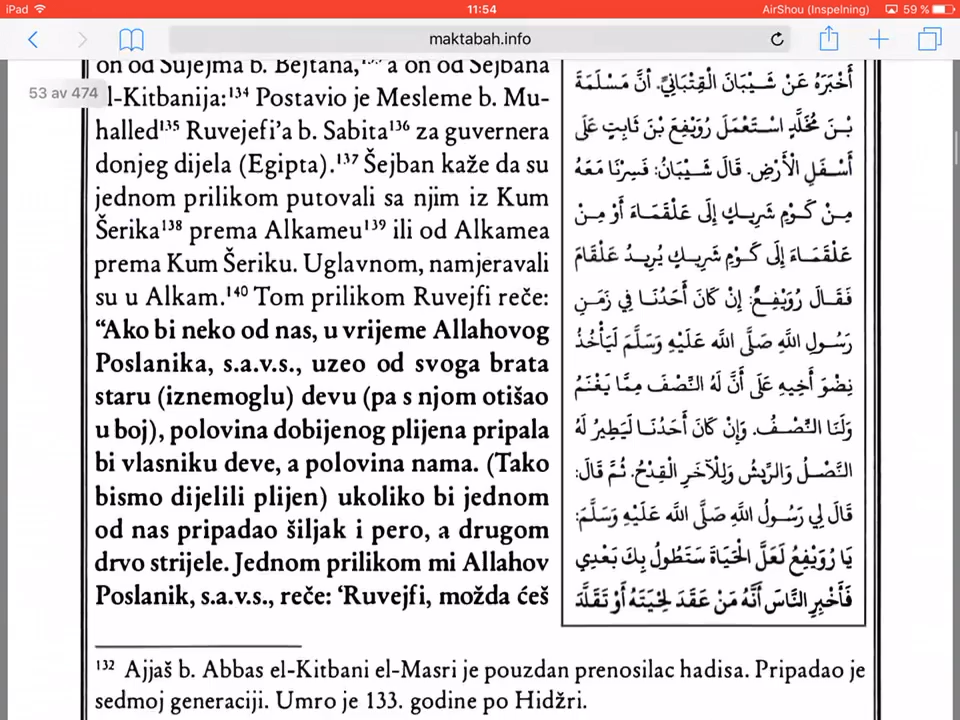 iPad
11:54
AirShou (Inspelning)
59 %
maktabah.info
53 av 474
on od Šujejma b. Bejtana, a on od Šejbana
l-Kitbanija:¹³⁴ Postavio je Mesleme b. Mu-
halled¹³⁵ Ruvejefi’a b. Sabita¹³⁶ za guvernera
donjeg dijela (Egipta).¹³⁷ Šejban kaže da su
jednom prilikom putovali sa njim iz Kum
Šerika¹³⁸ prema Alkameu¹³⁹ ili od Alkamea
prema Kum Šeriku. Uglavnom, namjeravali
su u Alkam.¹⁴⁰ Tom prilikom Ruvejfi reče:
“Ako bi neko od nas, u vrijeme Allahovog
Poslanika, s.a.v.s., uzeo od svoga brata
staru (iznemoglu) devu (pa s njom otišao
u boj), polovina dobijenog plijena pripala
bi vlasniku deve, a polovina nama. (Tako
bismo dijelili plijen) ukoliko bi jednom
od nas pripadao šiljak i pero, a drugom
drvo strijele. Jednom prilikom mi Allahov
Poslanik, s.a.v.s., reče: ‘Ruvejfi, možda ćeš
أَخْبَرَهُ عَنْ شَيْبَانَ الْقِتْبَانِيِّ. أَنَّ مَسْلَمَةَ
بْنَ مُخَلَّدٍ اسْتَعْمَلَ رُوَيْفِعَ بْنَ ثَابِتٍ عَلَى
أَسْفَلِ الْأَرْضِ. قَالَ شَيْبَانُ: فَسِرْنَا مَعَهُ
مِنْ كَوْمِ شَرِيكٍ إِلَى عَلْقَمَاءَ أَوْ مِنْ
عَلْقَمَاءَ إِلَى كَوْمِ شَرِيكٍ يُرِيدُ عَلْقَامَ
فَقَالَ رُوَيْفِعٌ: إِنْ كَانَ أَحَدُنَا فِي زَمَنِ
رَسُولِ اللَّهِ صَلَّى اللَّه عَلَيْهِ وَسَلَّمَ لَيَأْخُذُ
نِضْوَ أَخِيهِ عَلَى أَنَّ لَهُ النِّصْفَ مِمَّا يَغْنَمُ
وَلَنَا النِّصْفُ. وَإِنْ كَانَ أَحَدُنَا لَيَطِيرُ لَهُ
النَّصْلُ وَالرِّيشُ وَلِلْآخَرِ الْقِدْحُ. ثُمَّ قَالَ:
قَالَ لِي رَسُولُ اللَّهِ صَلَّى اللَّه عَلَيْهِ وَسَلَّمَ:
يَا رُوَيْفِعُ لَعَلَّ الْحَيَاةَ سَتَطُولُ بِكَ بَعْدِي
فَأَخْبِرِ النَّاسَ أَنَّهُ مَنْ عَقَدَ لِحْيَتَهُ أَوْ تَقَلَّدَ
¹³² Ajjaš b. Abbas el-Kitbani el-Masri je pouzdan prenosilac hadisa. Pripadao je
sedmoj generaciji. Umro je 133. godine po Hidžri.